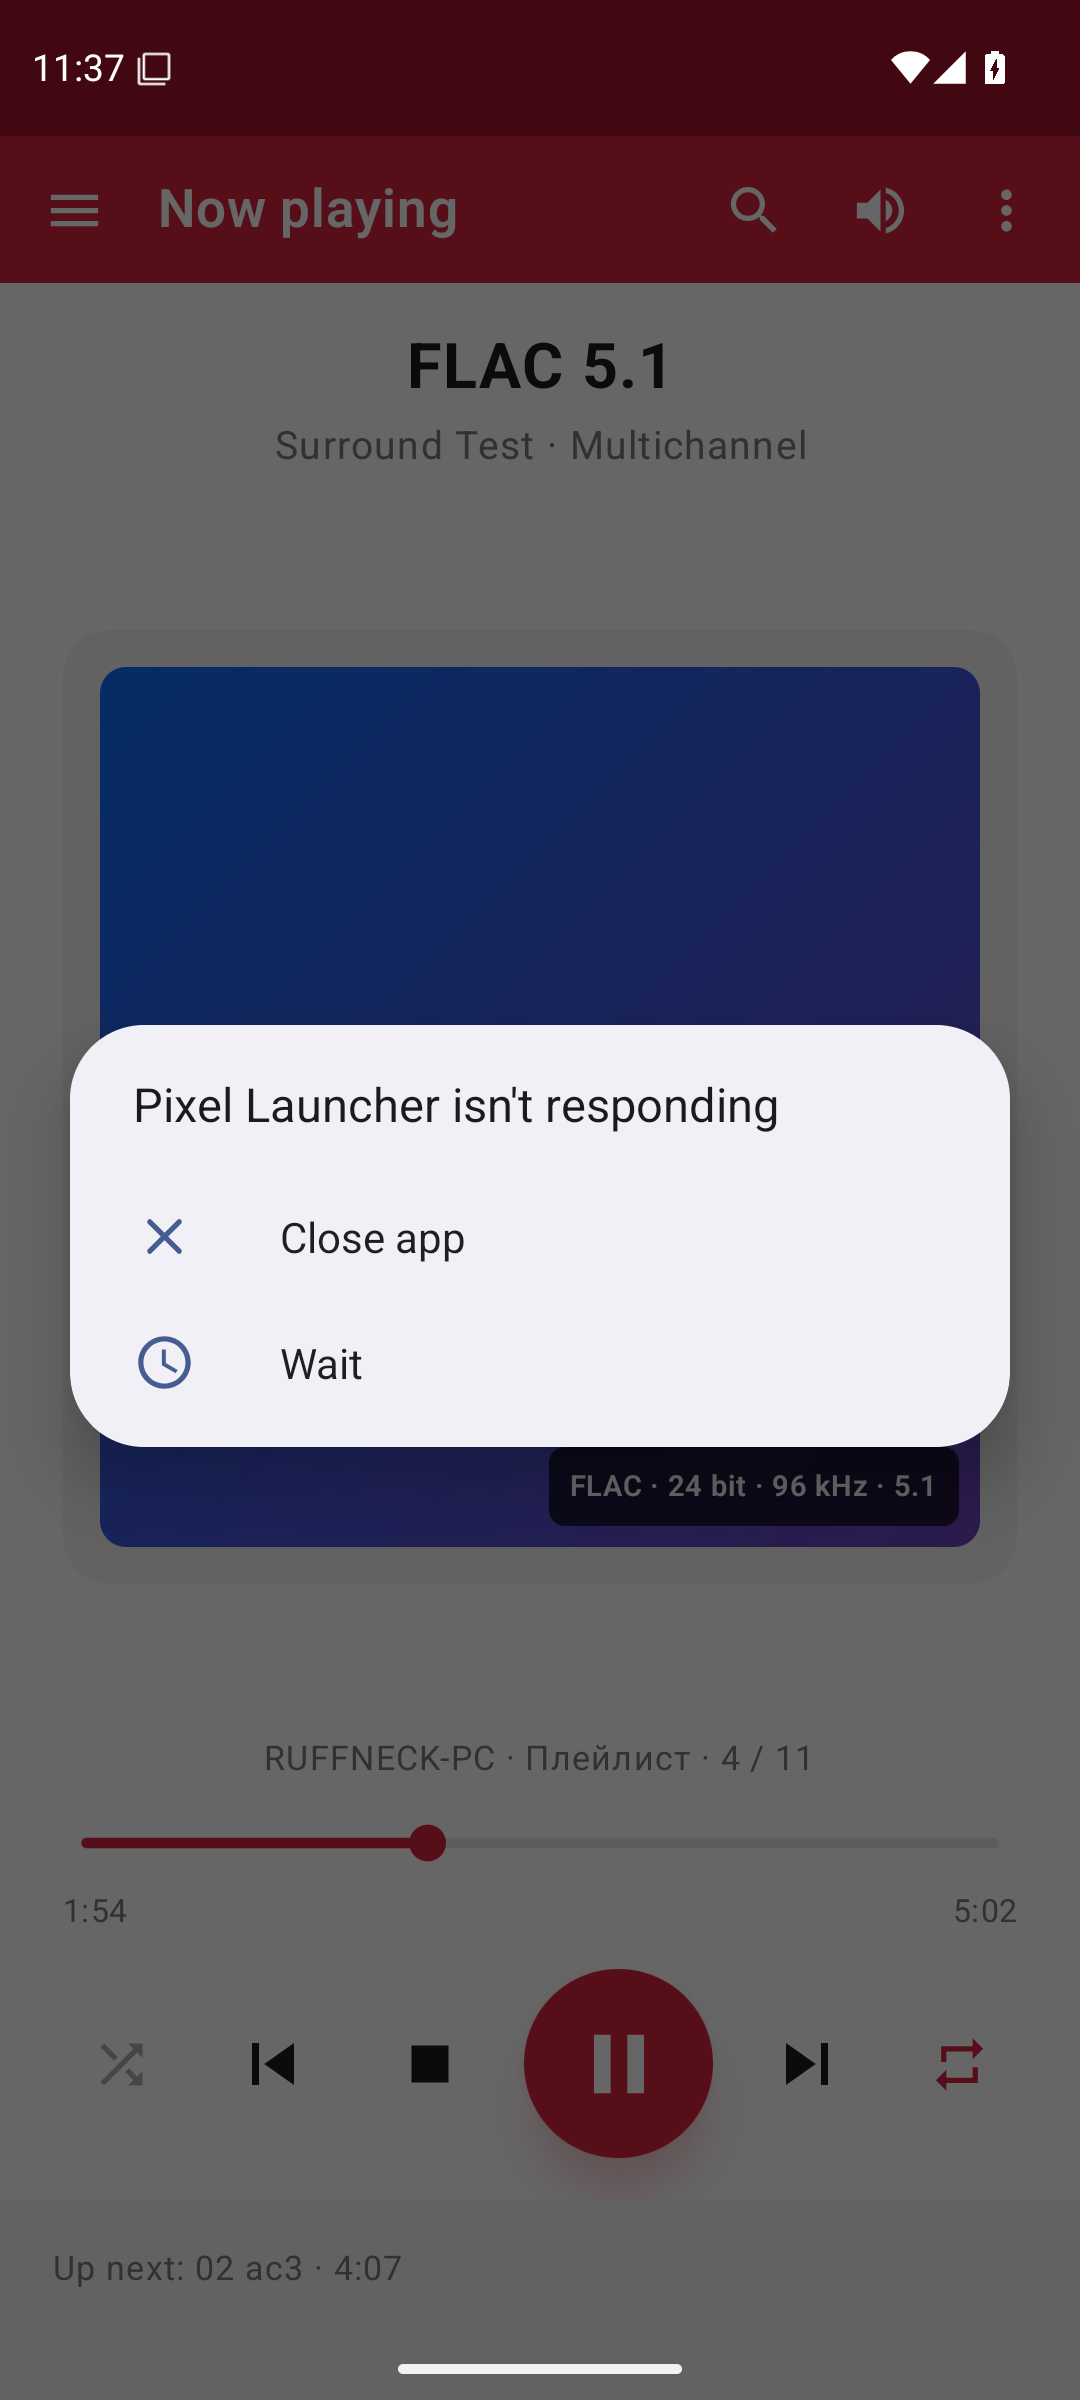 11:37
Now playing
FLAC 5.1
Surround Test · Multichannel
Pixel Launcher isn't responding
Close app
Wait
FLAC · 24 bit · 96 kHz · 5.1
RUFFNECK-PC · Плейлист · 4 / 11
1:54
5:02
Up next: 02 ac3 · 4:07